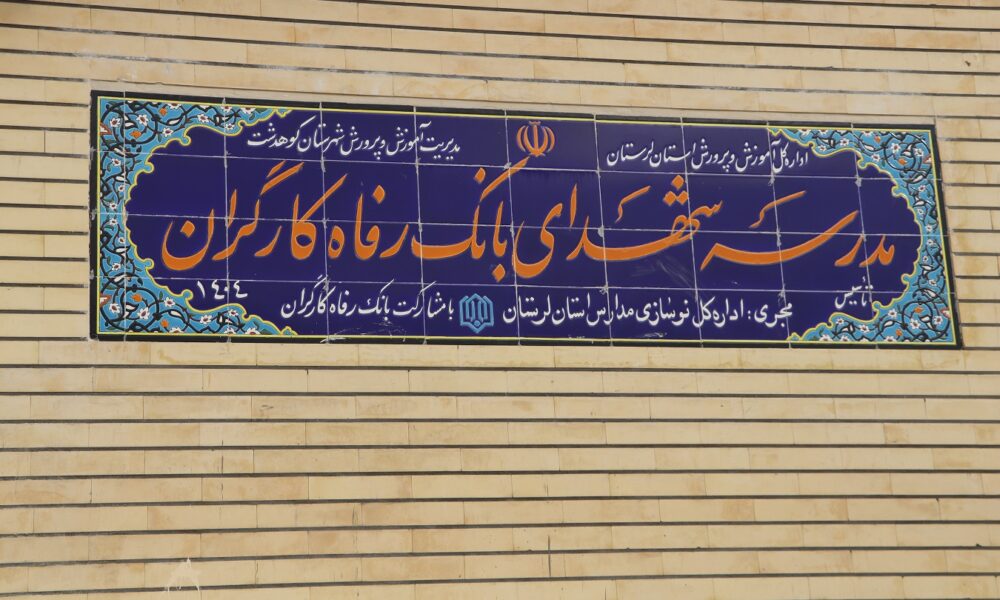 اداره کل آموزش و پرورش استان لرستان
مدیریت آموزش و پرورش شهرستان کوهدشت
مدرسه شهدای بانک رفاه کارگران
تأسیس ۱۴۰۴
مجری : اداره کل نوسازی مدارس استان لرستان با مشارکت بانک رفاه کارگران